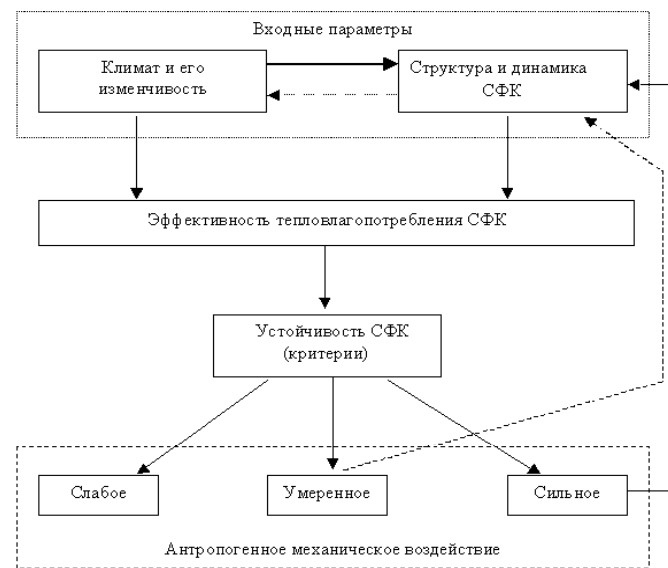 Входные параметры
Климат и его
изменчивость
Структура и динамика
СФК
Эффективность тепловлагопотребления СФК
Устойчивость СФК
(критерии)
Слабое
Умеренное
Сильное
Антропогенное механическое воздействие